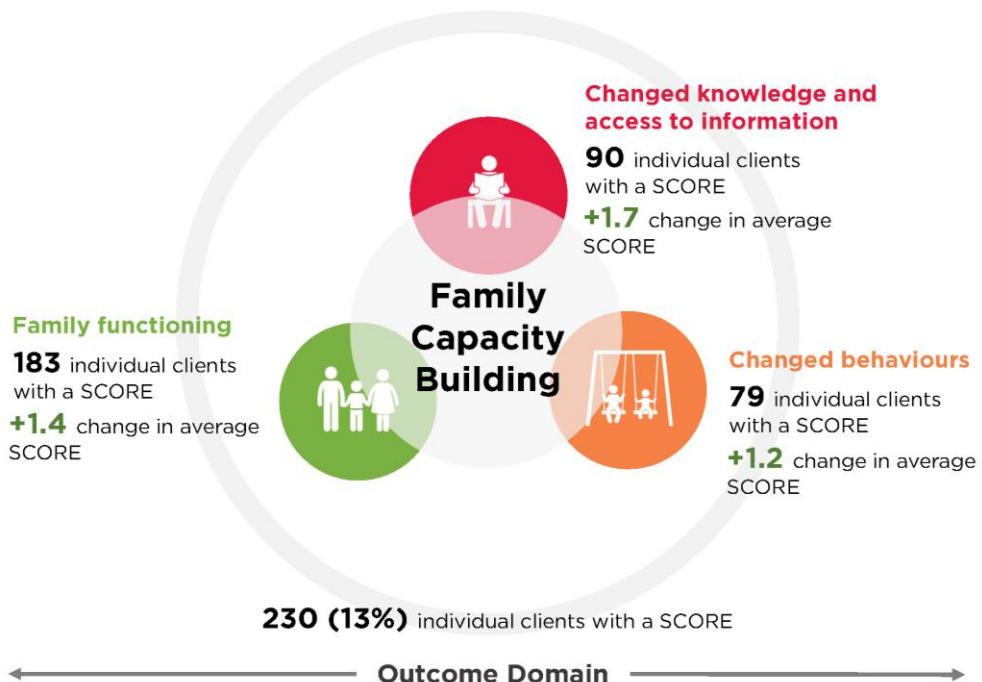 Changed knowledge and
access to information
90 individual clients
with a SCORE
+1.7 change in average
SCORE
Family
Capacity
Building
Family functioning
183 individual clients
with a SCORE
+1.4 change in average
SCORE
Changed behaviours
79 individual clients
with a SCORE
+1.2 change in average
SCORE
230 (13%) individual clients with a SCORE
Outcome Domain